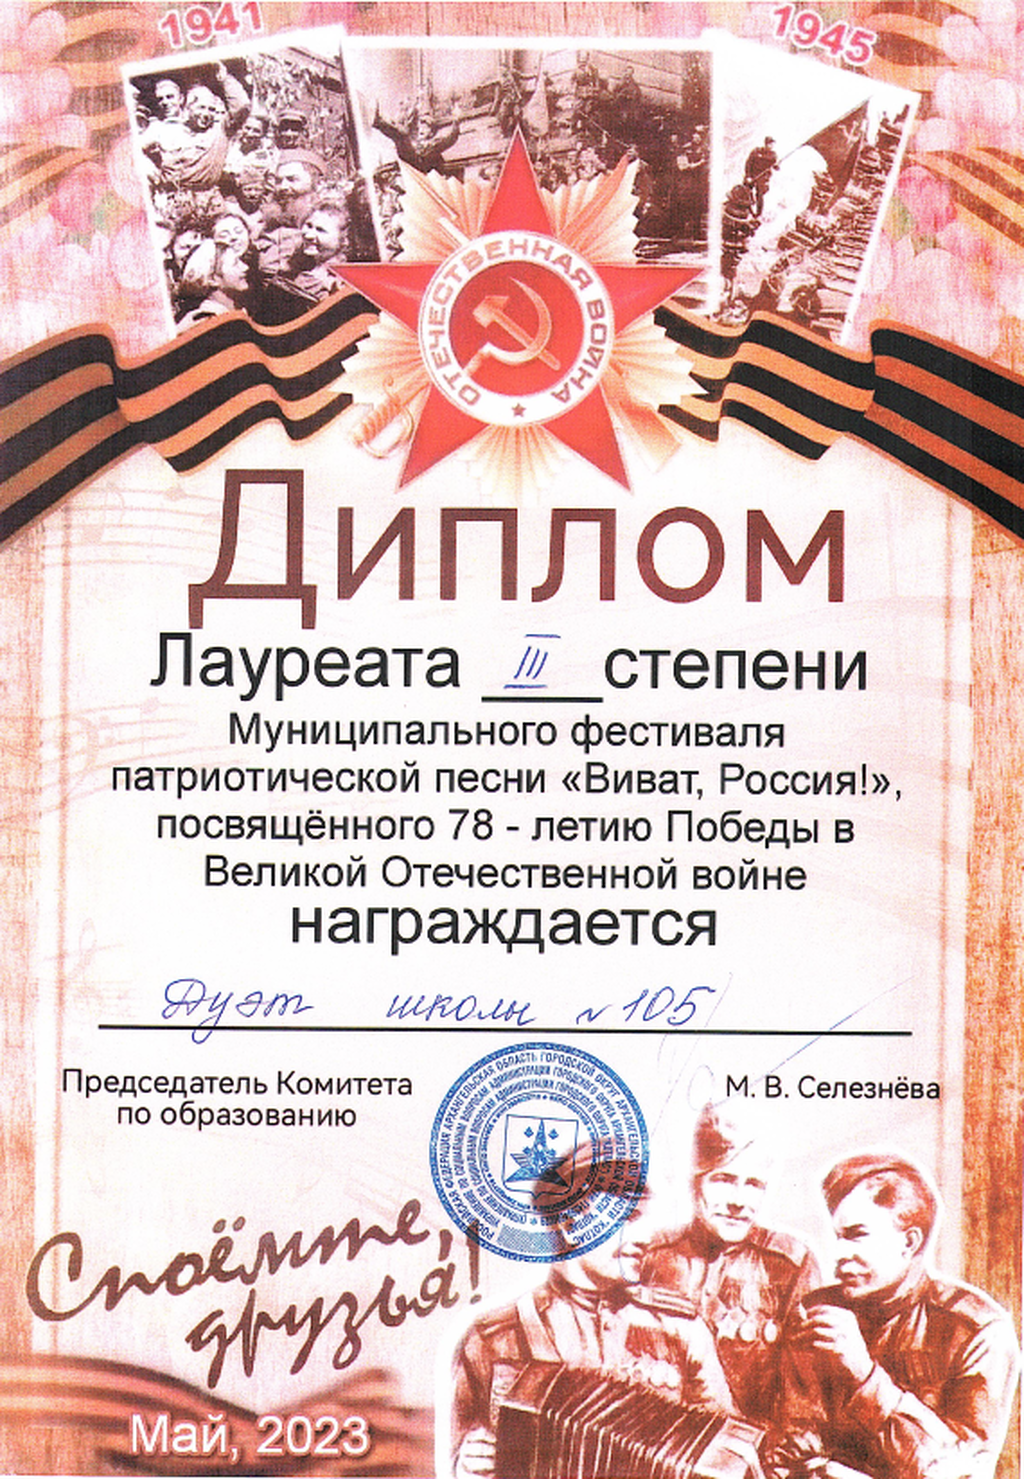 1941
1945
ОТЕЧЕСТВЕННАЯ ВОЙНА
Диплом
Лауреата III степени
Муниципального фестиваля
патриотической песни «Виват, Россия!»,
посвящённого 78 - летию Победы в
Великой Отечественной войне
награждается
Дуэт школы № 105
Председатель Комитета
по образованию
М. В. Селезнёва
Споёмте,
друзья!
Май, 2023